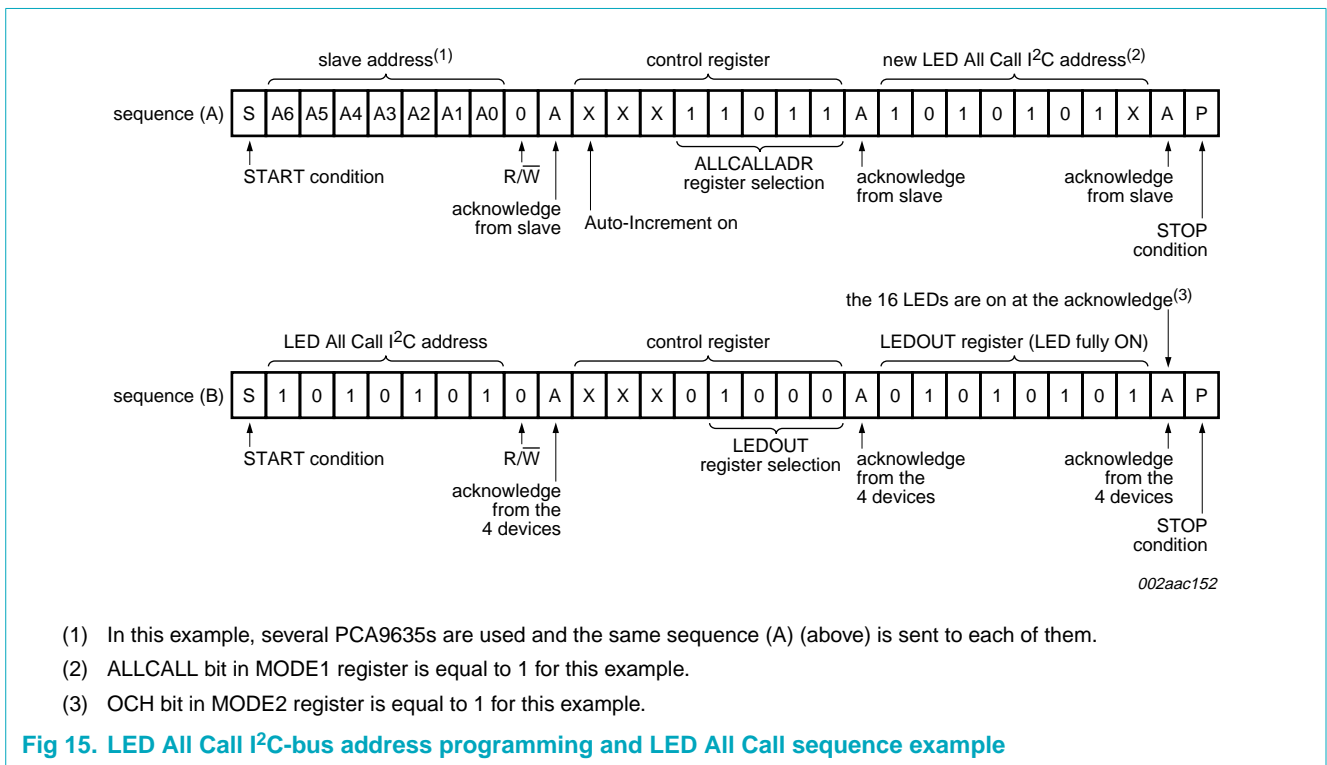 slave address(1) control register new LED All Call I2C address(2)
sequence (A) S A6 A5 A4 A3 A2 A1 A0 0 A X X X 1 1 0 1 1 A 1 0 1 0 1 0 1 X A P
START condition R/W̅ acknowledge from slave Auto-Increment on ALLCALLADR register selection acknowledge from slave acknowledge from slave STOP condition
the 16 LEDs are on at the acknowledge(3)
LED All Call I2C address control register LEDOUT register (LED fully ON)
sequence (B) S 1 0 1 0 1 0 1 0 A X X X 0 1 0 0 0 A 0 1 0 1 0 1 0 1 A P
START condition R/W̅ acknowledge from the 4 devices LEDOUT register selection acknowledge from the 4 devices acknowledge from the 4 devices STOP condition
002aac152
(1) In this example, several PCA9635s are used and the same sequence (A) (above) is sent to each of them.
(2) ALLCALL bit in MODE1 register is equal to 1 for this example.
(3) OCH bit in MODE2 register is equal to 1 for this example.
Fig 15. LED All Call I2C-bus address programming and LED All Call sequence example